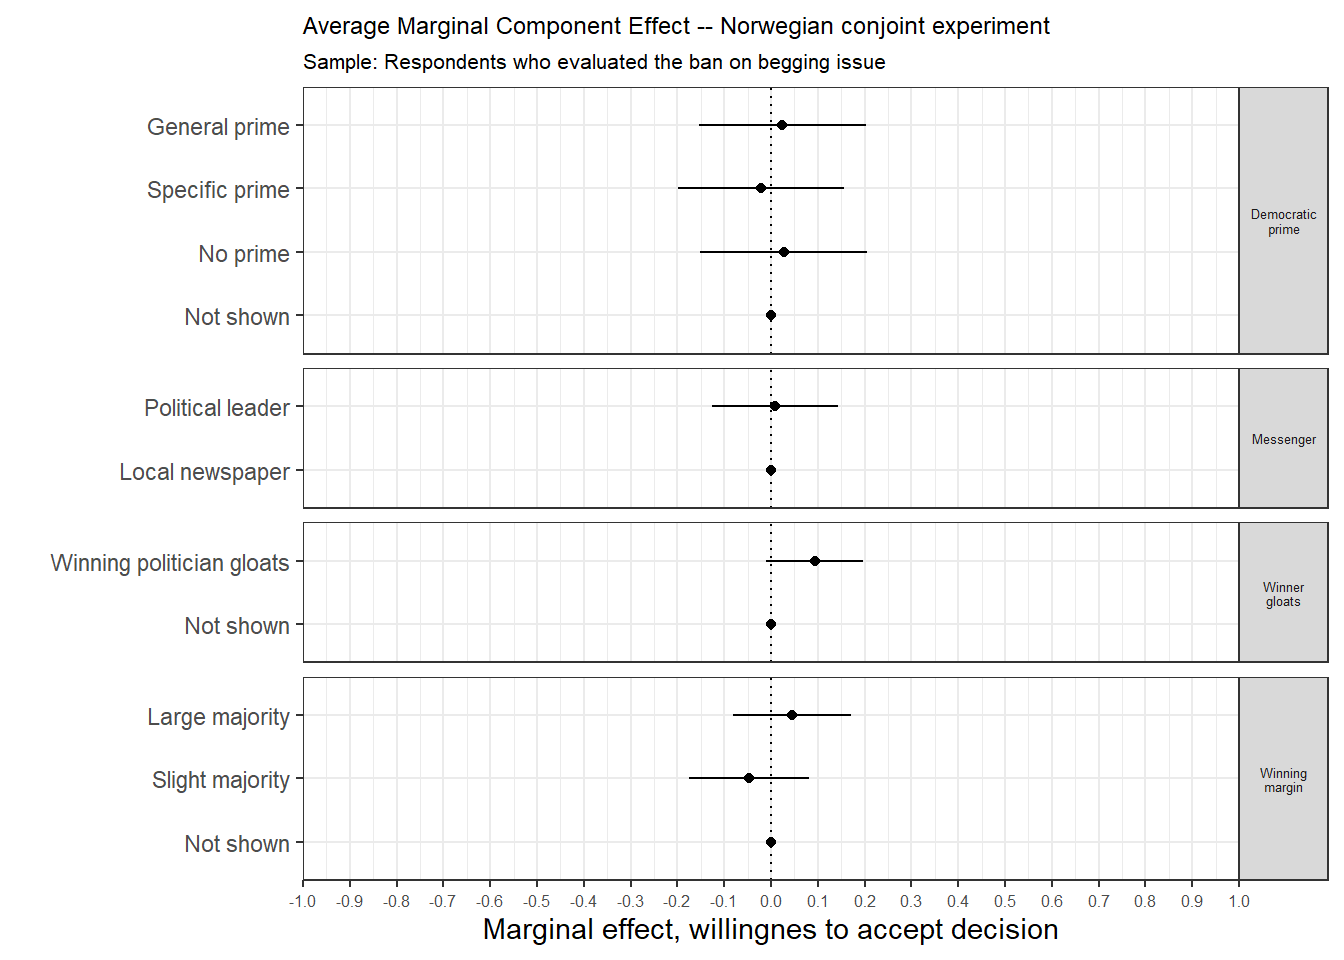 Average Marginal Component Effect -- Norwegian conjoint experiment
Sample: Respondents who evaluated the ban on begging issue
General prime
Specific prime
No prime
Not shown
Democratic
prime
Political leader
Local newspaper
Messenger
Winning politician gloats
Not shown
Winner
gloats
Large majority
Slight majority
Not shown
Winning
margin
-1.0 -0.9 -0.8 -0.7 -0.6 -0.5 -0.4 -0.3 -0.2 -0.1 0.0 0.1 0.2 0.3 0.4 0.5 0.6 0.7 0.8 0.9 1.0
Marginal effect, willingnes to accept decision